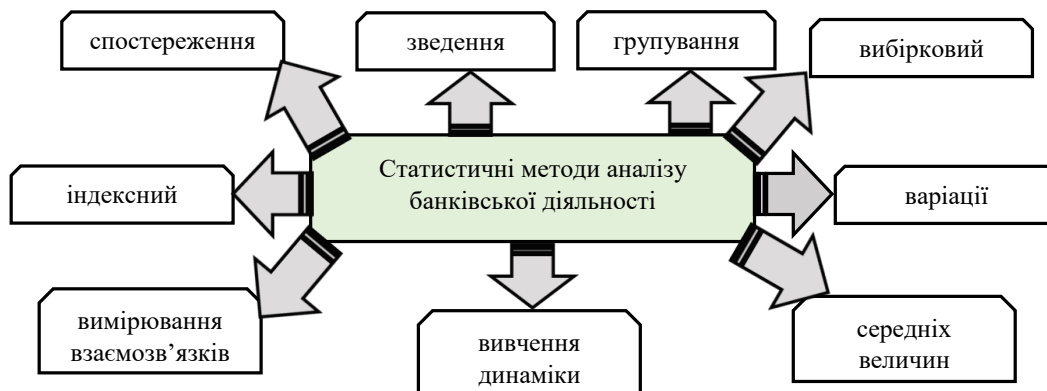 спостереження
зведення
групування
вибірковий
Статистичні методи аналізу
банківської діяльності
індексний
варіації
вимірювання
взаємозв’язків
вивчення
динаміки
середніх
величин